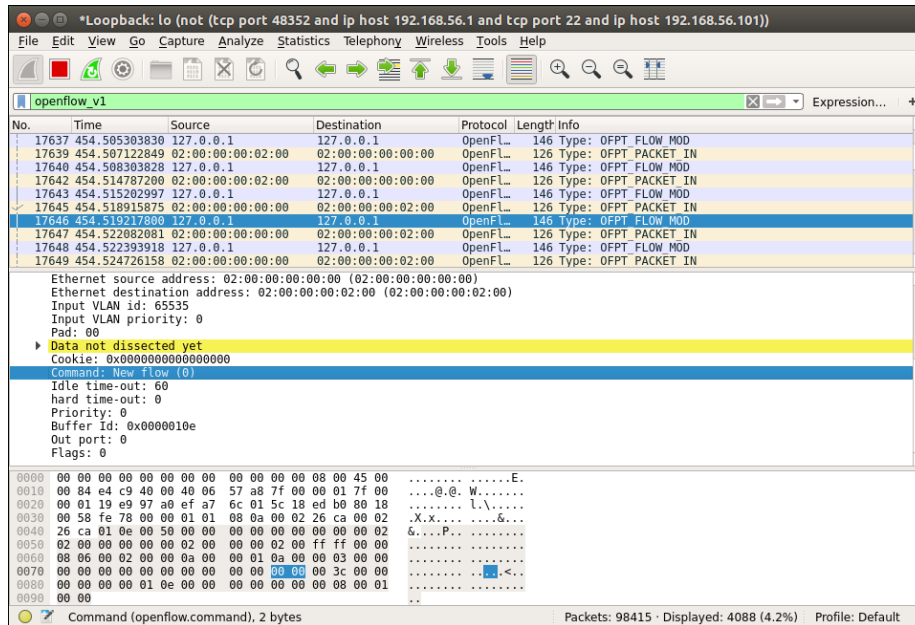 *Loopback: lo (not (tcp port 48352 and ip host 192.168.56.1 and tcp port 22 and ip host 192.168.56.101))
File Edit View Go Capture Analyze Statistics Telephony Wireless Tools Help
openflow_v1 Expression... +
No. Time Source Destination Protocol Length Info
17637 454.505303830 127.0.0.1 127.0.0.1 OpenFl… 146 Type: OFPT_FLOW_MOD
17639 454.507122849 02:00:00:00:02:00 02:00:00:00:00:00 OpenFl… 126 Type: OFPT_PACKET_IN
17640 454.508303828 127.0.0.1 127.0.0.1 OpenFl… 146 Type: OFPT_FLOW_MOD
17642 454.514787200 02:00:00:00:02:00 02:00:00:00:00:00 OpenFl… 126 Type: OFPT_PACKET_IN
17643 454.515202997 127.0.0.1 127.0.0.1 OpenFl… 146 Type: OFPT_FLOW_MOD
17645 454.518915875 02:00:00:00:00:00 02:00:00:00:02:00 OpenFl… 126 Type: OFPT_PACKET_IN
17646 454.519217800 127.0.0.1 127.0.0.1 OpenFl… 146 Type: OFPT_FLOW_MOD
17647 454.522082081 02:00:00:00:00:00 02:00:00:00:02:00 OpenFl… 126 Type: OFPT_PACKET_IN
17648 454.522393918 127.0.0.1 127.0.0.1 OpenFl… 146 Type: OFPT_FLOW_MOD
17649 454.524726158 02:00:00:00:00:00 02:00:00:00:02:00 OpenFl… 126 Type: OFPT_PACKET_IN
Ethernet source address: 02:00:00:00:00:00 (02:00:00:00:00:00)
Ethernet destination address: 02:00:00:00:02:00 (02:00:00:00:02:00)
Input VLAN id: 65535
Input VLAN priority: 0
Pad: 00
Data not dissected yet
Cookie: 0x0000000000000000
Command: New flow (0)
Idle time-out: 60
hard time-out: 0
Priority: 0
Buffer Id: 0x0000010e
Out port: 0
Flags: 0
0000 00 00 00 00 00 00 00 00 00 00 00 00 08 00 45 00 ........ ......E.
0010 00 84 e4 c9 40 00 40 06 57 a8 7f 00 00 01 7f 00 ....@.@. W.......
0020 00 01 19 e9 97 a0 ef a7 6c 01 5c 18 ed b0 80 18 ........ l.\.....
0030 00 58 fe 78 00 00 01 01 08 0a 00 02 26 ca 00 02 .X.x.... ....&...
0040 26 ca 01 0e 00 50 00 00 00 00 00 00 00 00 00 02 &....P.. ........
0050 02 00 00 00 00 00 02 00 00 00 02 00 ff ff 00 00 ........ ........
0060 08 06 00 02 00 00 0a 00 00 01 0a 00 00 03 00 00 ........ ........
0070 00 00 00 00 00 00 00 00 00 00 00 00 00 3c 00 00 ........ .....<..
0080 00 00 00 00 01 0e 00 00 00 00 00 00 00 08 00 01 ........ ........
0090 00 00 ..
Command (openflow.command), 2 bytes Packets: 98415 · Displayed: 4088 (4.2%) Profile: Default